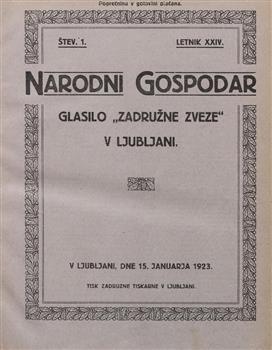 Poštnina v gotovini plačana.
ŠTEV. 1. LETNIK XXIV.
NARODNI GOSPODAR
GLASILO „ZADRUŽNE ZVEZE"
V LJUBLJANI.
V LJUBLJANI, DNE 15. JANUARJA 1923.
TISK ZADRUŽNE TISKARNE V LJUBLJANI.